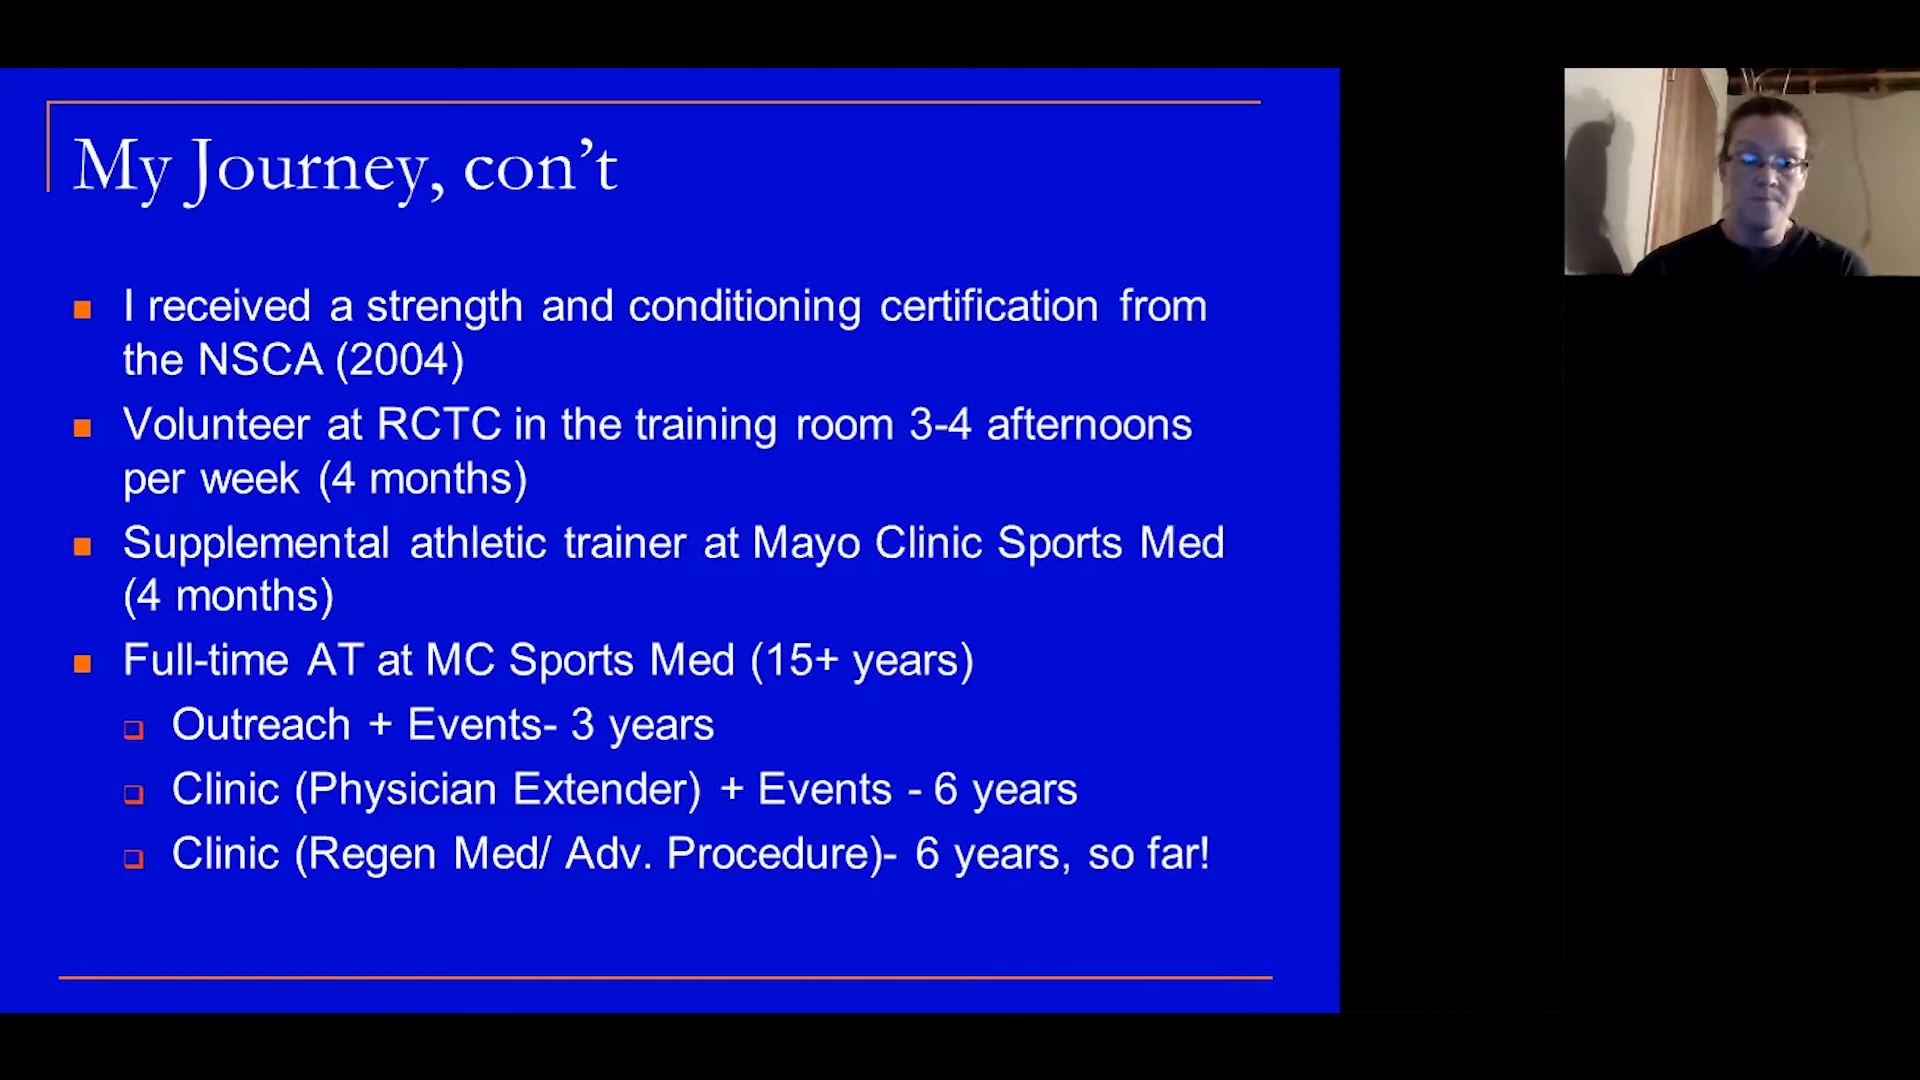 My Journey, con’t
I received a strength and conditioning certification from
the NSCA (2004)
Volunteer at RCTC in the training room 3-4 afternoons
per week (4 months)
Supplemental athletic trainer at Mayo Clinic Sports Med
(4 months)
Full-time AT at MC Sports Med (15+ years)
Outreach + Events- 3 years
Clinic (Physician Extender) + Events - 6 years
Clinic (Regen Med/ Adv. Procedure)- 6 years, so far!